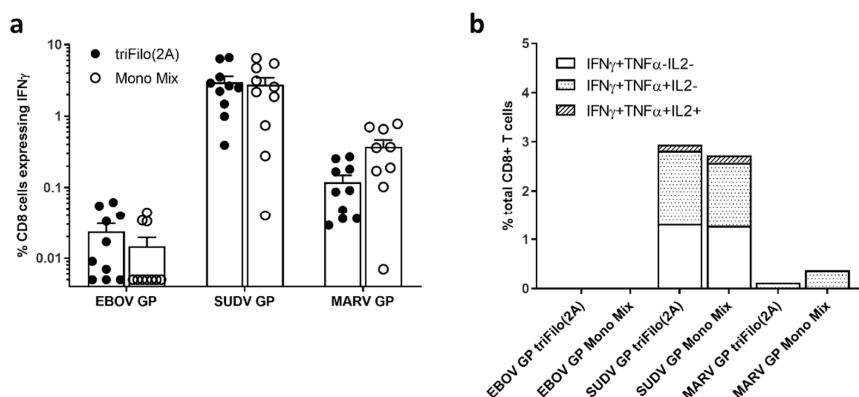 a
triFilo(2A)
Mono Mix
% CD8 cells expressing IFNγ
10
1
0.1
0.01
EBOV GP
SUDV GP
MARV GP
b
IFNγ+TNFα-IL2-
IFNγ+TNFα+IL2-
IFNγ+TNFα+IL2+
% total CD8+ T cells
5
4
3
2
1
0
EBOV GP triFilo(2A)
EBOV GP Mono Mix
SUDV GP triFilo(2A)
SUDV GP Mono Mix
MARV GP triFilo(2A)
MARV GP Mono Mix